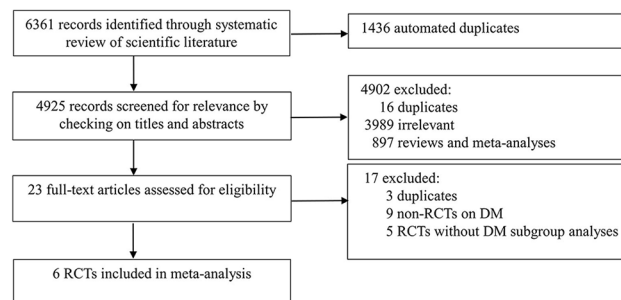 6361 records identified through systematic
review of scientific literature
1436 automated duplicates
4925 records screened for relevance by
checking on titles and abstracts
4902 excluded:
16 duplicates
3989 irrelevant
897 reviews and meta-analyses
23 full-text articles assessed for eligibility
17 excluded:
3 duplicates
9 non-RCTs on DM
5 RCTs without DM subgroup analyses
6 RCTs included in meta-analysis